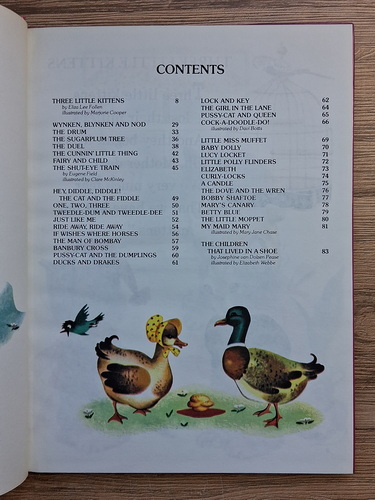 CONTENTS
THREE LITTLE KITTENS 8
by Eliza Lee Follen
illustrated by Marjorie Cooper
WYNKEN, BLYNKEN AND NOD 29
THE DRUM 33
THE SUGARPLUM TREE 36
THE DUEL 38
THE CUNNIN' LITTLE THING 42
FAIRY AND CHILD 43
THE SHUT-EYE TRAIN 45
by Eugene Field
illustrated by Clare McKinley
HEY, DIDDLE, DIDDLE!
THE CAT AND THE FIDDLE 49
ONE, TWO, THREE 50
TWEEDLE-DUM AND TWEEDLE-DEE 51
JUST LIKE ME 52
RIDE AWAY, RIDE AWAY 54
IF WISHES WHERE HORSES 56
THE MAN OF BOMBAY 57
BANBURY CROSS 59
PUSSY-CAT AND THE DUMPLINGS 60
DUCKS AND DRAKES 61
LOCK AND KEY 62
THE GIRL IN THE LANE 64
PUSSY-CAT AND QUEEN 65
COCK-A-DOODLE-DO! 66
illustrated by Davi Botts
LITTLE MISS MUFFET 69
BABY DOLLY 70
LUCY LOCKET 71
LITTLE POLLY FLINDERS 72
ELIZABETH 73
CURLY-LOCKS 74
A CANDLE 75
THE DOVE AND THE WREN 76
BOBBY SHAFTOE 77
MARY'S CANARY 78
BETTY BLUE 79
THE LITTLE MOPPET 80
MY MAID MARY 81
illustrated by Mary Jane Chase
THE CHILDREN
THAT LIVED IN A SHOE 83
by Josephine van Dolzen Pease
illustrated by Elizabeth Webbe